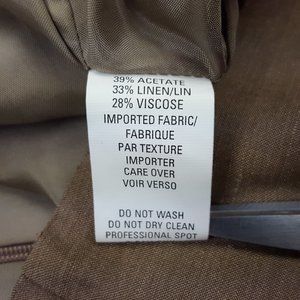 39% ACETATE
33% LINEN/LIN
28% VISCOSE
IMPORTED FABRIC/
FABRIQUE
PAR TEXTURE
IMPORTER
CARE OVER
VOIR VERSO
DO NOT WASH
DO NOT DRY CLEAN
PROFESSIONAL SPOT